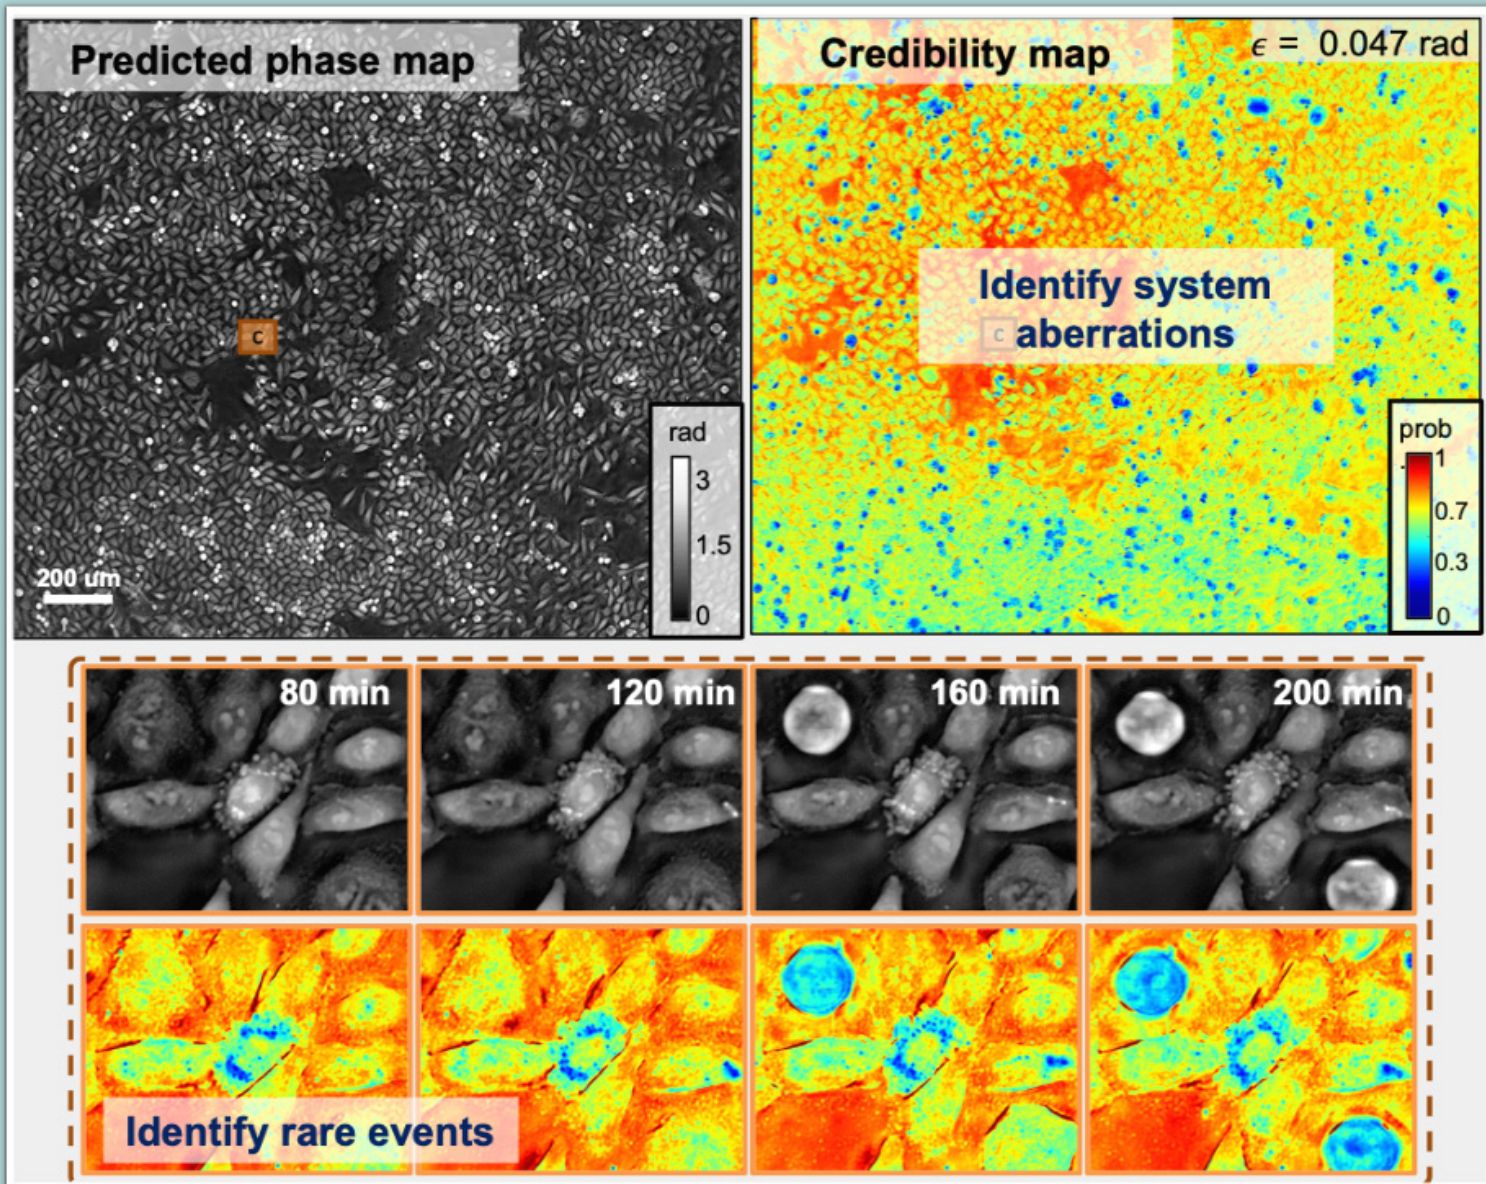 Predicted phase map
Credibility map
ϵ = 0.047 rad
Identify system
aberrations
c
c
rad
3
1.5
0
200 um
prob
1
0.7
0.3
0
80 min
120 min
160 min
200 min
Identify rare events